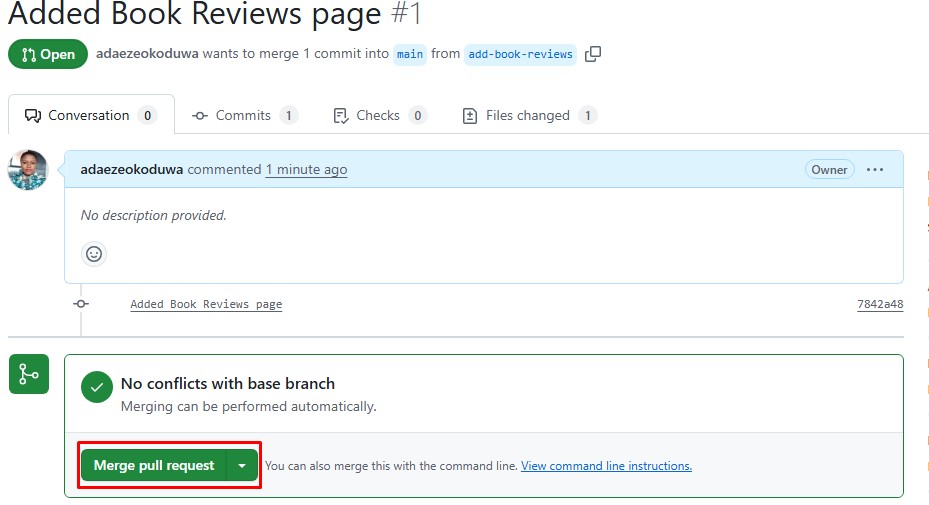 Added Book Reviews page #1
Open adaezeokoduwa wants to merge 1 commit into main from add-book-reviews
Conversation 0 Commits 1 Checks 0 Files changed 1
adaezeokoduwa commented 1 minute ago Owner
No description provided.
Added Book Reviews page 7842a48
No conflicts with base branch
Merging can be performed automatically.
Merge pull request You can also merge this with the command line. View command line instructions.